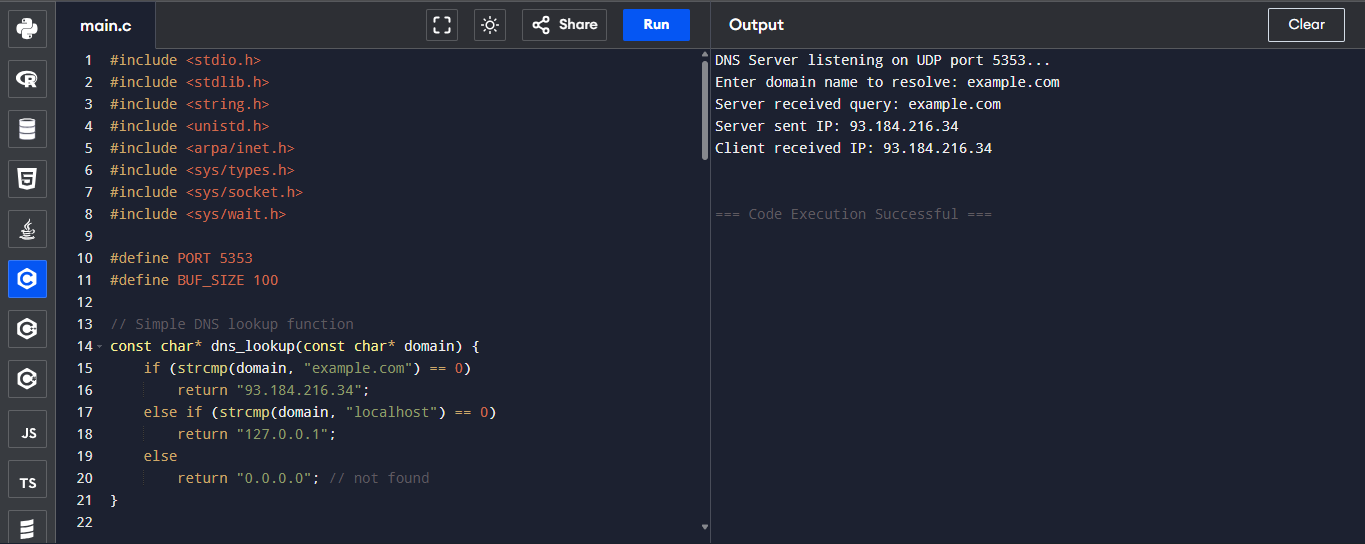 main.c
Share
Run
Output
Clear
1 #include <stdio.h>
2 #include <stdlib.h>
3 #include <string.h>
4 #include <unistd.h>
5 #include <arpa/inet.h>
6 #include <sys/types.h>
7 #include <sys/socket.h>
8 #include <sys/wait.h>
9
10 #define PORT 5353
11 #define BUF_SIZE 100
12
13 // Simple DNS lookup function
14 const char* dns_lookup(const char* domain) {
15     if (strcmp(domain, "example.com") == 0)
16         return "93.184.216.34";
17     else if (strcmp(domain, "localhost") == 0)
18         return "127.0.0.1";
19     else
20         return "0.0.0.0"; // not found
21 }
22
DNS Server listening on UDP port 5353...
Enter domain name to resolve: example.com
Server received query: example.com
Server sent IP: 93.184.216.34
Client received IP: 93.184.216.34
=== Code Execution Successful ===
R
5
C
C++
C
JS
TS